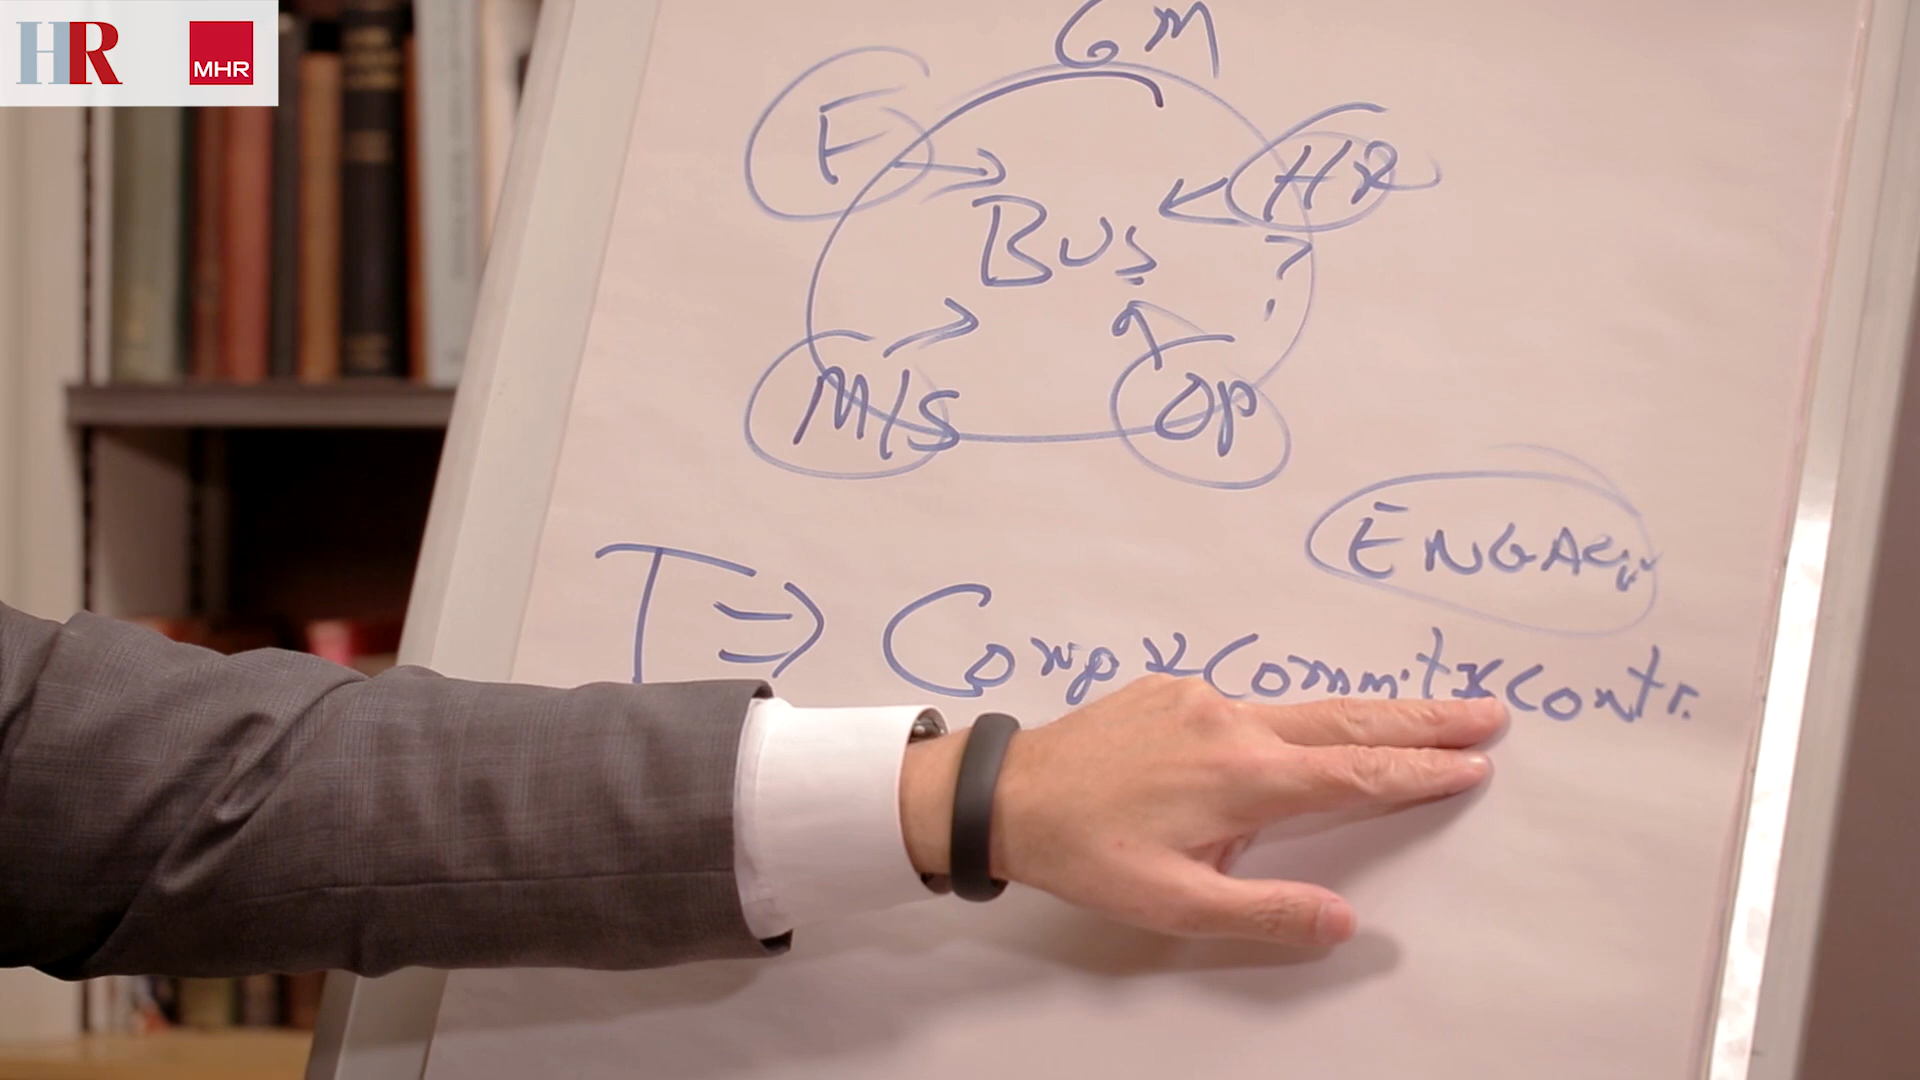 HR MHR
GM
F HR
Bus
?
M/S OP
ENGAGE
T => Comp x Commit x Contr.